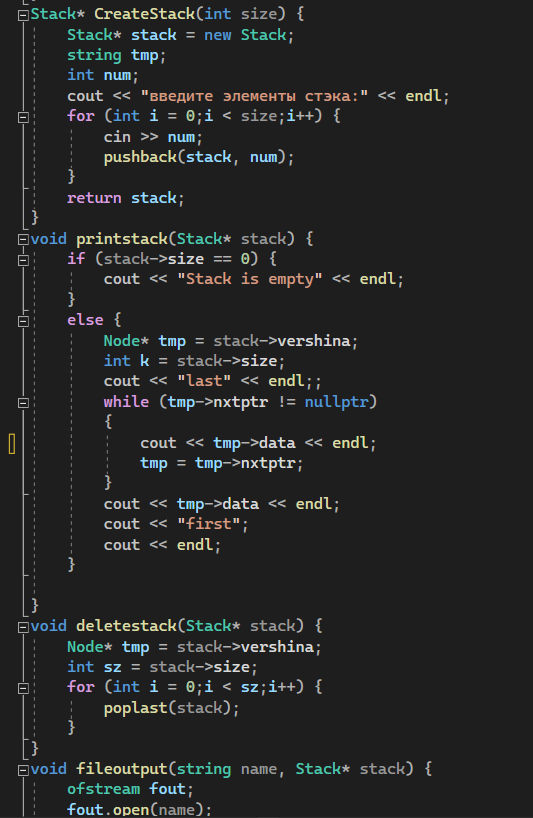 Stack* CreateStack(int size) {
Stack* stack = new Stack;
string tmp;
int num;
cout << "введите элементы стэка:" << endl;
for (int i = 0;i < size;i++) {
cin >> num;
pushback(stack, num);
}
return stack;
}
void printstack(Stack* stack) {
if (stack->size == 0) {
cout << "Stack is empty" << endl;
}
else {
Node* tmp = stack->vershina;
int k = stack->size;
cout << "last" << endl;;
while (tmp->nxtptr != nullptr)
{
cout << tmp->data << endl;
tmp = tmp->nxtptr;
}
cout << tmp->data << endl;
cout << "first";
cout << endl;
}
}
void deletestack(Stack* stack) {
Node* tmp = stack->vershina;
int sz = stack->size;
for (int i = 0;i < sz;i++) {
poplast(stack);
}
}
void fileoutput(string name, Stack* stack) {
ofstream fout;
fout.open(name);